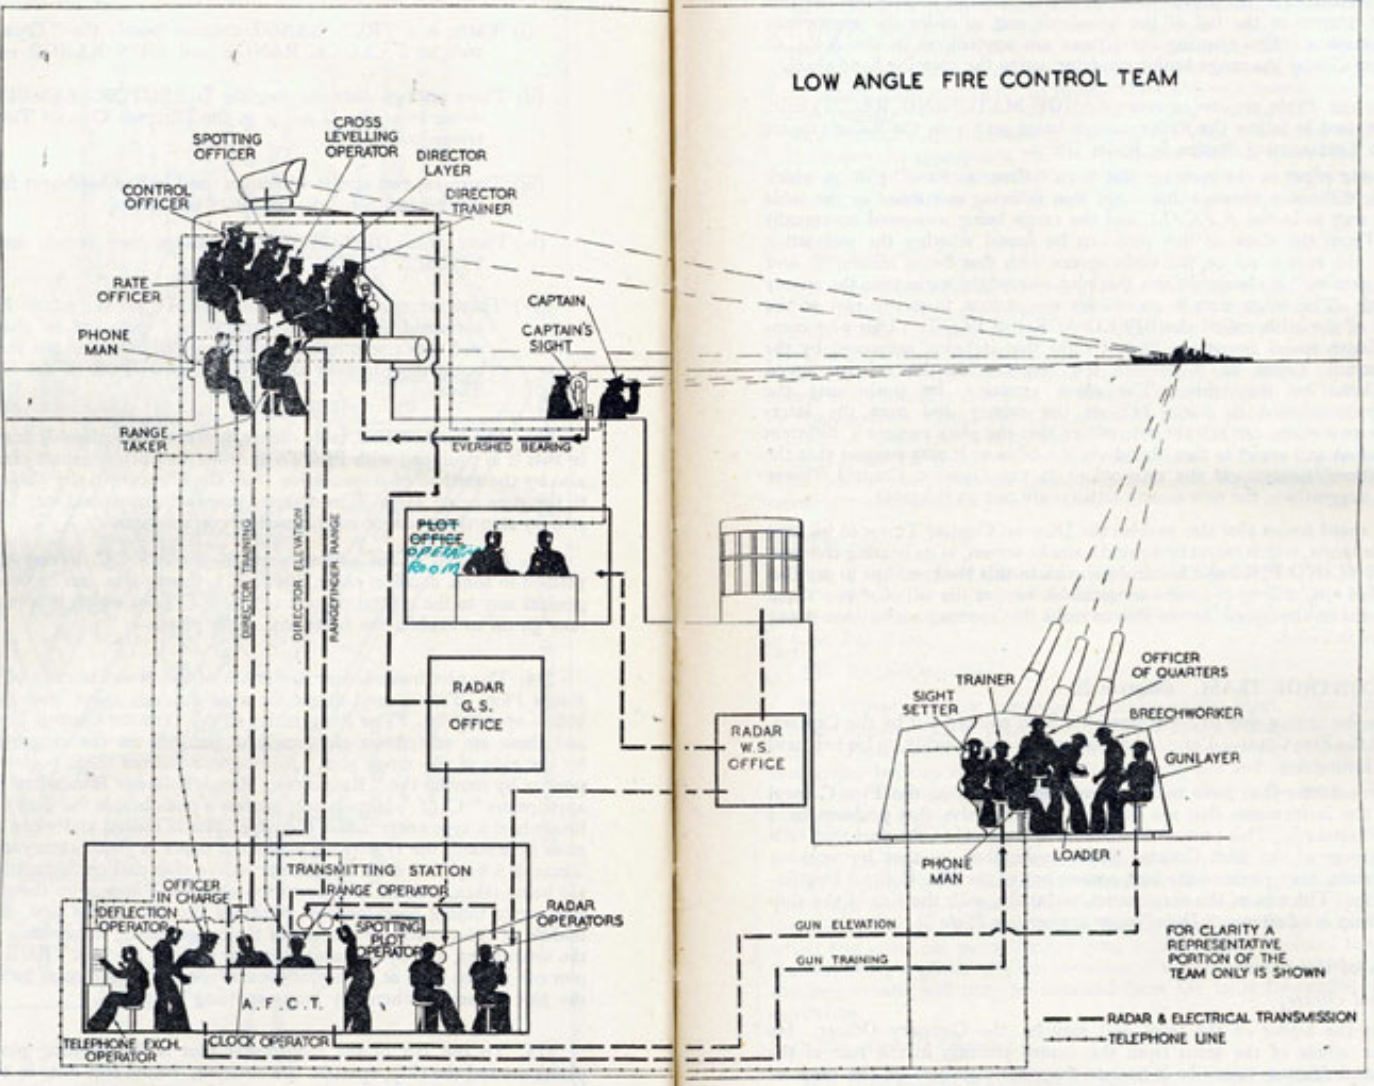 LOW ANGLE FIRE CONTROL TEAM
SPOTTING
OFFICER
CROSS
LEVELLING
OPERATOR
DIRECTOR
LAYER
CONTROL
OFFICER
DIRECTOR
TRAINER
RATE
OFFICER
PHONE
MAN
RANGE
TAKER
CAPTAIN
CAPTAIN'S
SIGHT
EVERSHED BEARING
DIRECTOR TRAINING
DIRECTOR ELEVATION
RANGEFINDER RANGE
PLOT
OFFICE
OPERATIN
ROOM
RADAR
G.S.
OFFICE
RADAR
W.S.
OFFICE
TRAINER
OFFICER
OF QUARTERS
SIGHT
SETTER
BREECHWORKER
GUNLAYER
PHONE
MAN
LOADER
TRANSMITTING STATION
OFFICER
IN CHARGE
RANGE OPERATOR
DEFLECTION
OPERATOR
SPOTTING
PLOT
OPERATOR
RADAR
OPERATORS
A.F.C.T.
TELEPHONE EXCH.
OPERATOR
CLOCK OPERATOR
GUN ELEVATION
GUN TRAINING
FOR CLARITY A
REPRESENTATIVE
PORTION OF THE
TEAM ONLY IS SHOWN
RADAR & ELECTRICAL TRANSMISSION
TELEPHONE LINE